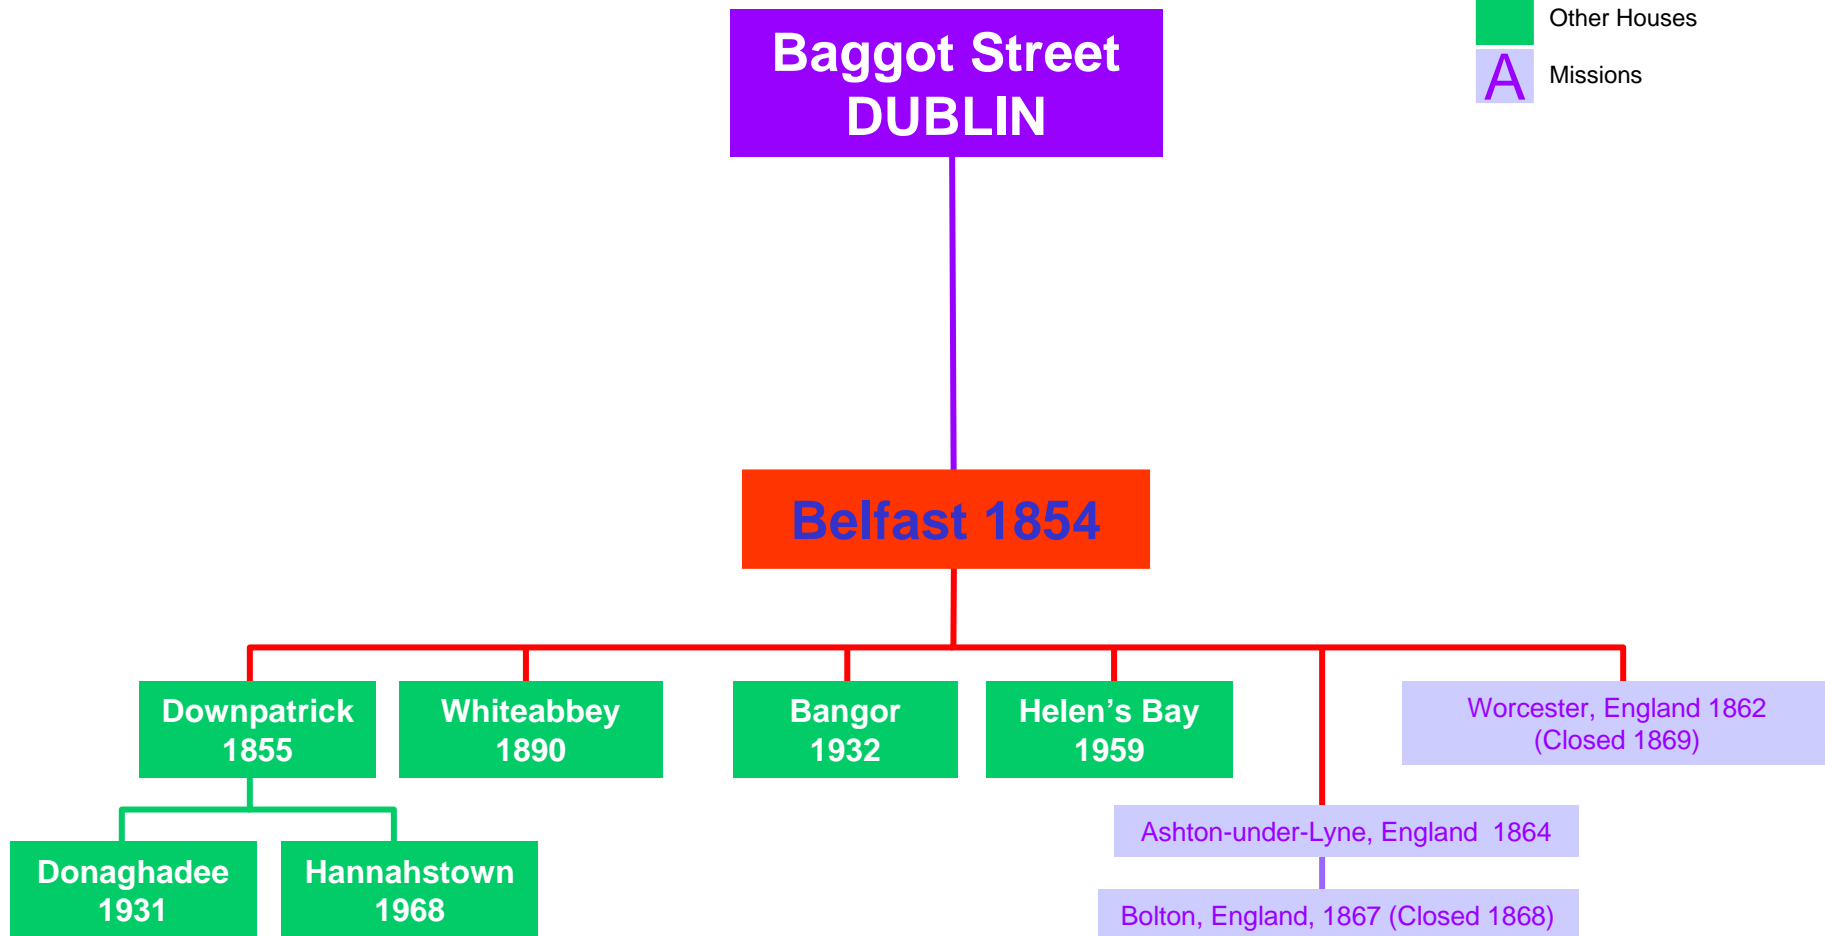 Other Houses
A Missions
Baggot Street
DUBLIN
Belfast 1854
Downpatrick
1855
Whiteabbey
1890
Bangor
1932
Helen’s Bay
1959
Worcester, England 1862
(Closed 1869)
Ashton-under-Lyne, England 1864
Donaghadee
1931
Hannahstown
1968
Bolton, England, 1867 (Closed 1868)